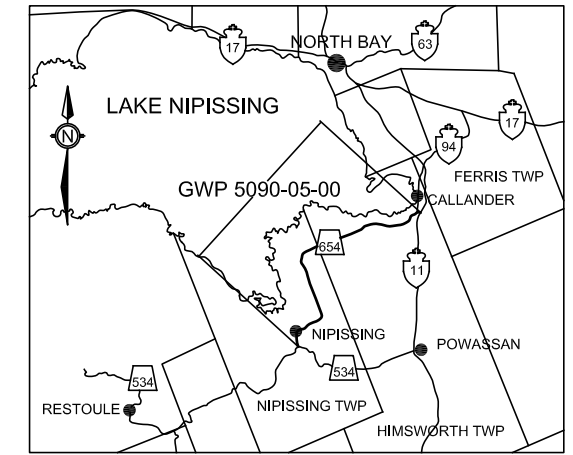 17
NORTH BAY
63
LAKE NIPISSING
17
N
94
FERRIS TWP
GWP 5090-05-00
CALLANDER
654
11
NIPISSING
POWASSAN
534
534
RESTOULE
NIPISSING TWP
HIMSWORTH TWP